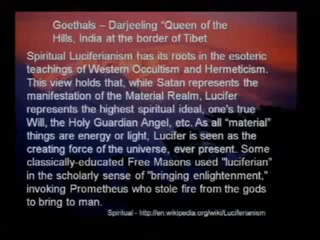 Goethals – Darjeeling "Queen of the
Hills, India at the border of Tibet
Spiritual Luciferianism has its roots in the esoteric
teachings of Western Occultism and Hermeticism.
This view holds that, while Satan represents the
manifestation of the Material Realm, Lucifer
represents the highest spiritual ideal, one's true
Will, the Holy Guardian Angel, etc. As all "material"
things are energy or light, Lucifer is seen as the
creating force of the universe, ever present. Some
classically-educated Free Masons used "luciferian"
in the scholarly sense of "bringing enlightenment,"
invoking Prometheus who stole fire from the gods
to bring to man.
Spiritual - http://en.wikipedia.org/wiki/Luciferianism